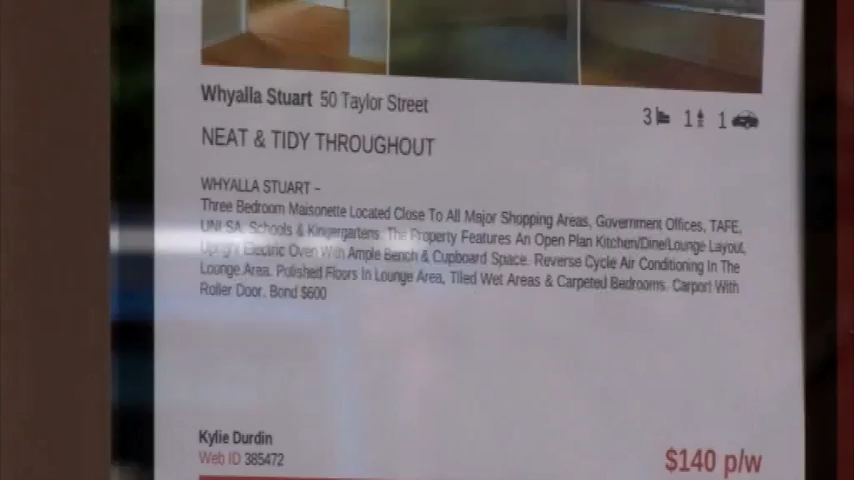 Whyalla Stuart 50 Taylor Street
3 1 1
NEAT & TIDY THROUGHOUT
WHYALLA STUART –
Three Bedroom Maisonette Located Close To All Major Shopping Areas, Government Offices, TAFE,
UNI SA, Schools & Kindergartens. The Property Features An Open Plan Kitchen/Dine/Lounge Layout,
Upright Electric Oven With Ample Bench & Cupboard Space. Reverse Cycle Air Conditioning In The
Lounge Area. Polished Floors In Lounge Area, Tiled Wet Areas & Carpeted Bedrooms. Carport With
Roller Door. Bond $600
Kylie Durdin
Web ID 385472
$140 p/w